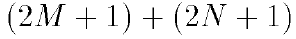 (2M + 1) + (2N + 1)